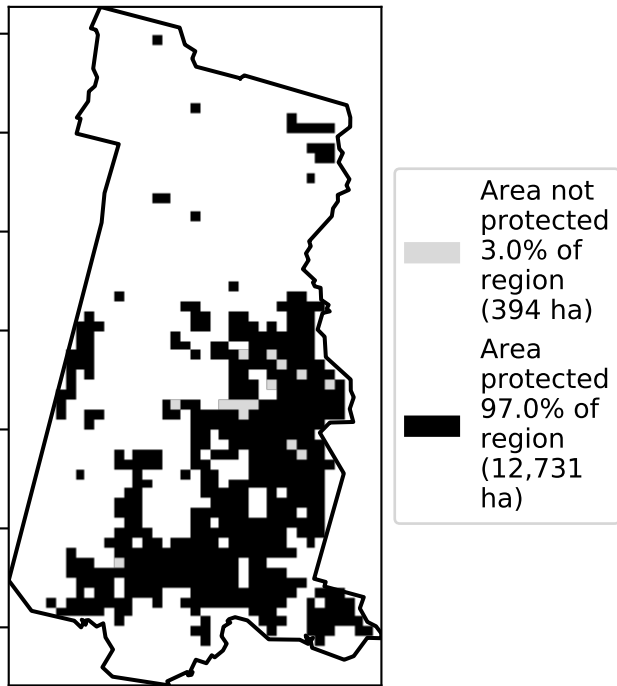 Area not
protected
3.0% of
region
(394 ha)
Area
protected
97.0% of
region
(12,731
ha)